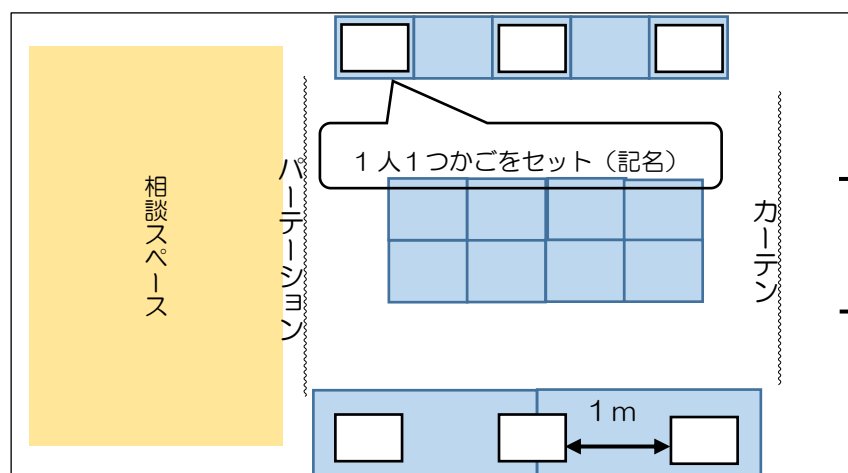 １人１つかごをセット（記名）
相談スペース
パーテーション
カーテン
１ｍ